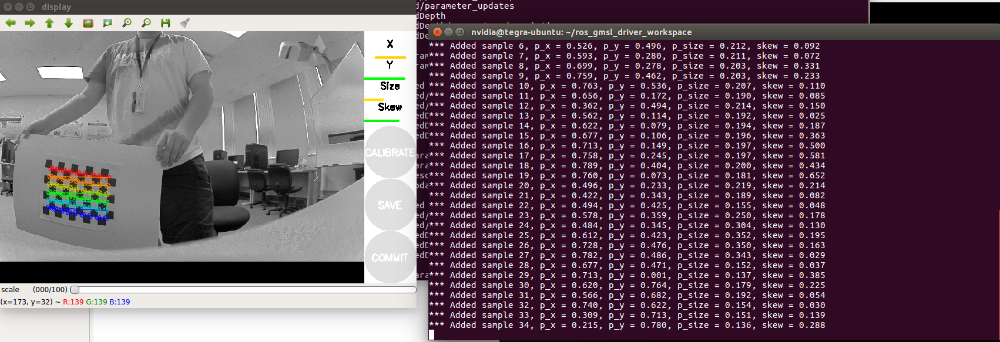 display
X
Y
Size
Skew
CALIBRATE
SAVE
COMMIT
scale (000/100)
(x=173, y=32) ~ R:139 G:139 B:139
d/parameter_updates
dDepth
nvidia@tegra-ubuntu: ~/ros_gmsl_driver_workspace
*** Added sample 6, p_x = 0.526, p_y = 0.496, p_size = 0.212, skew = 0.092
*** Added sample 7, p_x = 0.593, p_y = 0.280, p_size = 0.211, skew = 0.072
*** Added sample 8, p_x = 0.699, p_y = 0.278, p_size = 0.203, skew = 0.331
*** Added sample 9, p_x = 0.759, p_y = 0.462, p_size = 0.203, skew = 0.233
*** Added sample 10, p_x = 0.763, p_y = 0.536, p_size = 0.207, skew = 0.110
*** Added sample 11, p_x = 0.656, p_y = 0.172, p_size = 0.190, skew = 0.085
*** Added sample 12, p_x = 0.362, p_y = 0.494, p_size = 0.214, skew = 0.150
*** Added sample 13, p_x = 0.562, p_y = 0.114, p_size = 0.192, skew = 0.025
*** Added sample 14, p_x = 0.622, p_y = 0.079, p_size = 0.194, skew = 0.187
*** Added sample 15, p_x = 0.677, p_y = 0.106, p_size = 0.196, skew = 0.363
*** Added sample 16, p_x = 0.713, p_y = 0.149, p_size = 0.197, skew = 0.500
*** Added sample 17, p_x = 0.758, p_y = 0.245, p_size = 0.197, skew = 0.581
*** Added sample 18, p_x = 0.789, p_y = 0.404, p_size = 0.200, skew = 0.434
*** Added sample 19, p_x = 0.760, p_y = 0.073, p_size = 0.181, skew = 0.652
*** Added sample 20, p_x = 0.496, p_y = 0.233, p_size = 0.219, skew = 0.214
*** Added sample 21, p_x = 0.422, p_y = 0.343, p_size = 0.189, skew = 0.082
*** Added sample 22, p_x = 0.494, p_y = 0.425, p_size = 0.155, skew = 0.048
*** Added sample 23, p_x = 0.578, p_y = 0.359, p_size = 0.250, skew = 0.178
*** Added sample 24, p_x = 0.484, p_y = 0.345, p_size = 0.304, skew = 0.130
*** Added sample 25, p_x = 0.612, p_y = 0.423, p_size = 0.352, skew = 0.195
*** Added sample 26, p_x = 0.728, p_y = 0.476, p_size = 0.350, skew = 0.163
*** Added sample 27, p_x = 0.782, p_y = 0.486, p_size = 0.343, skew = 0.029
*** Added sample 28, p_x = 0.677, p_y = 0.471, p_size = 0.152, skew = 0.037
*** Added sample 29, p_x = 0.713, p_y = 0.001, p_size = 0.137, skew = 0.385
*** Added sample 30, p_x = 0.620, p_y = 0.764, p_size = 0.179, skew = 0.225
*** Added sample 31, p_x = 0.566, p_y = 0.682, p_size = 0.192, skew = 0.054
*** Added sample 32, p_x = 0.740, p_y = 0.622, p_size = 0.154, skew = 0.030
*** Added sample 33, p_x = 0.309, p_y = 0.713, p_size = 0.151, skew = 0.139
*** Added sample 34, p_x = 0.215, p_y = 0.780, p_size = 0.136, skew = 0.288